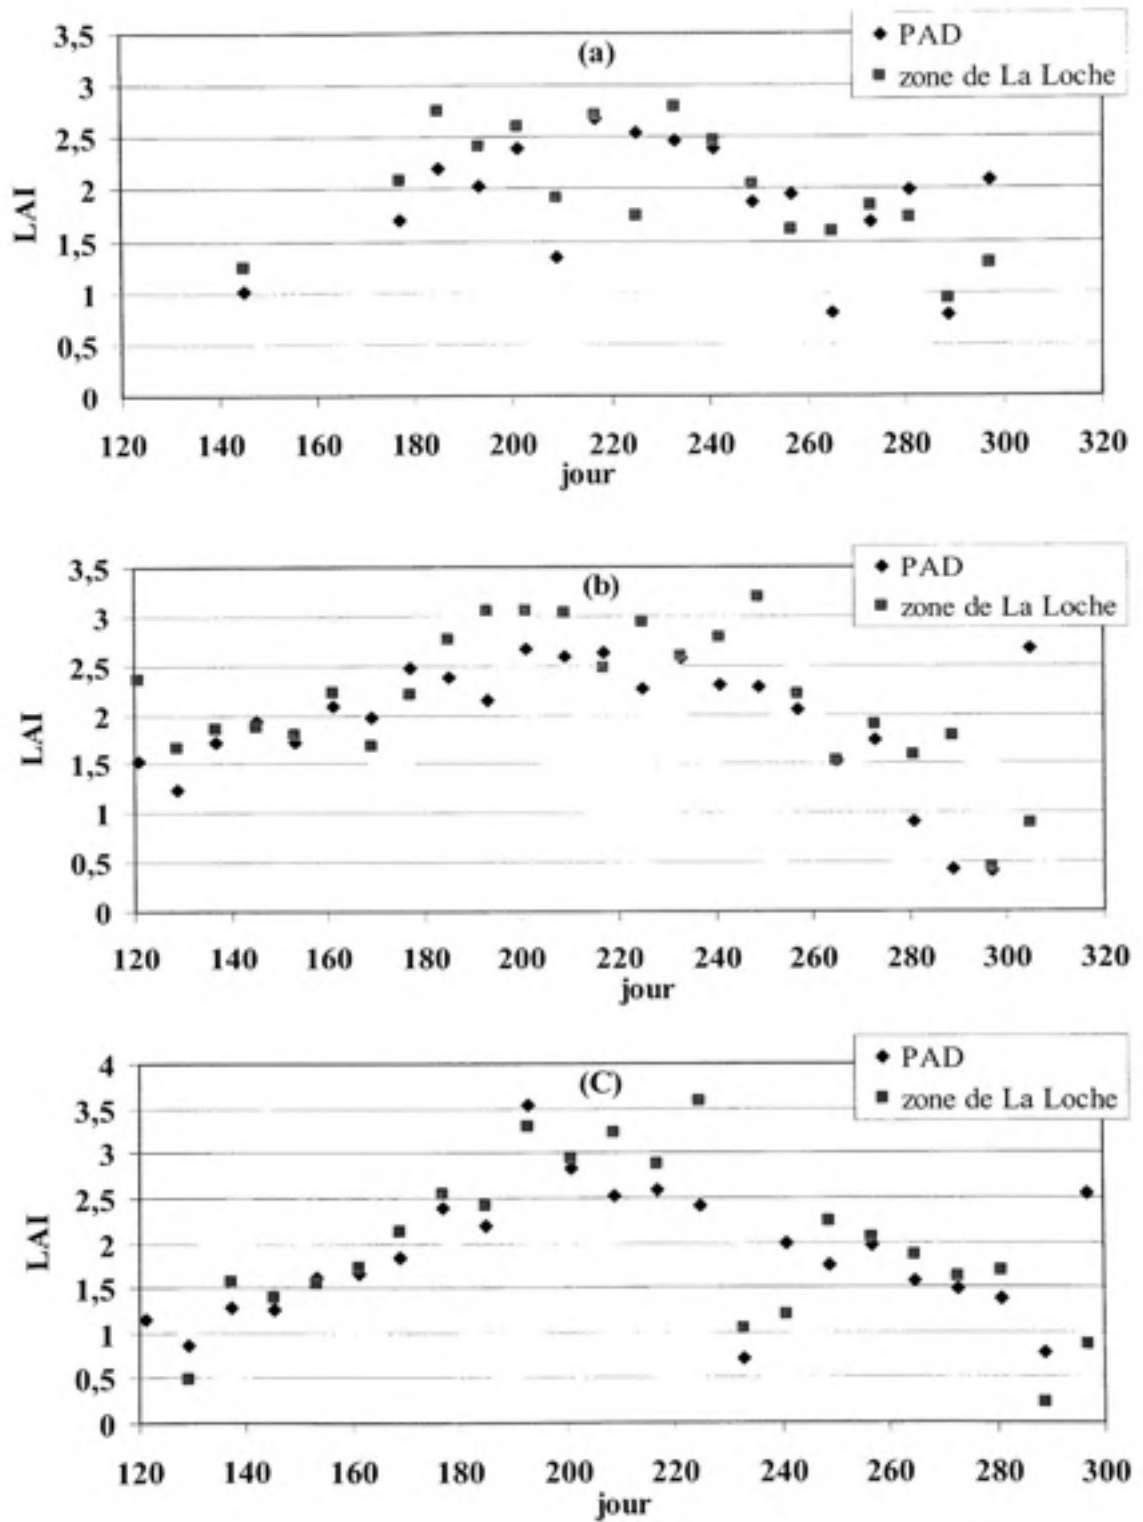 (a)
PAD
zone de La Loche
3,5
3
2,5
2
1,5
1
0,5
0
LAI
120 140 160 180 200 220 240 260 280 300 320
jour
(b)
PAD
zone de La Loche
3,5
3
2,5
2
1,5
1
0,5
0
LAI
120 140 160 180 200 220 240 260 280 300 320
jour
(C)
PAD
zone de La Loche
4
3,5
3
2,5
2
1,5
1
0,5
0
LAI
120 140 160 180 200 220 240 260 280 300
jour